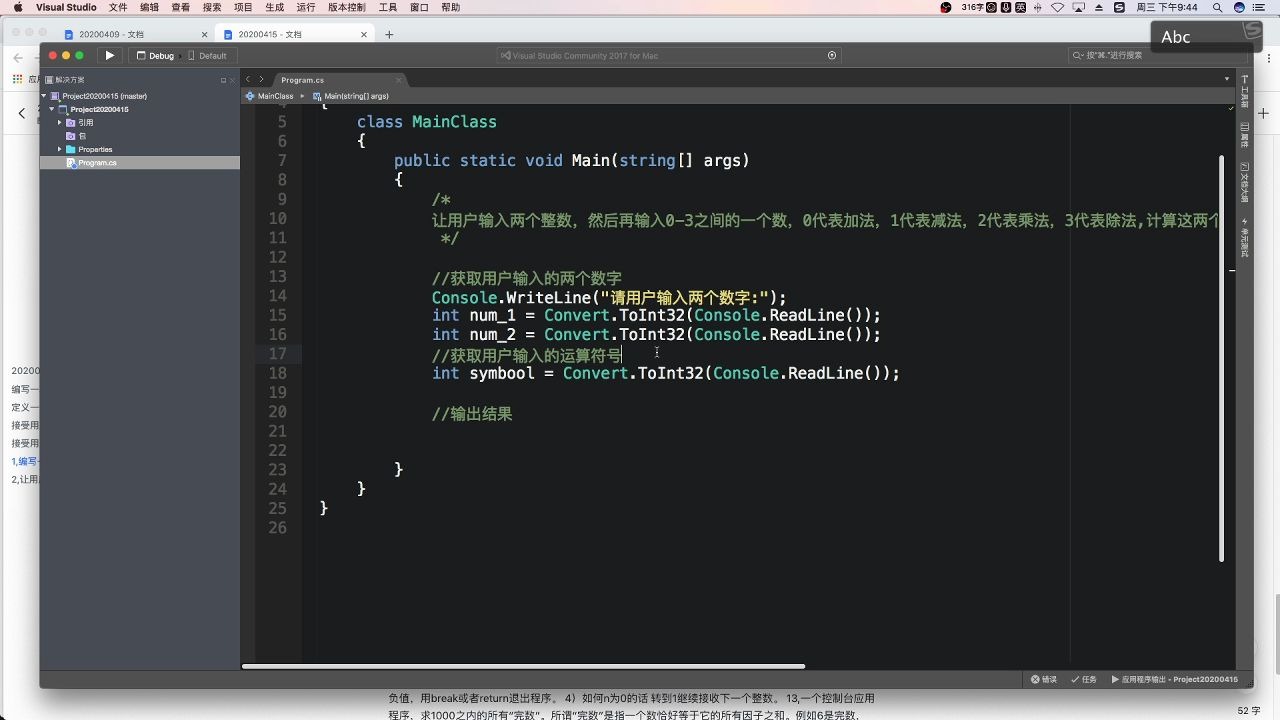 Visual Studio 文件 编辑 查看 搜索 项目 生成 运行 版本控制 工具 窗口 帮助
316字 英 周三 下午9:44
20200409 - 文档 20200415 - 文档
Abc
Debug Default
Visual Studio Community 2017 for Mac
按"⌘."进行搜索
解决方案
Program.cs
Project20200415 (master)
Project20200415
引用
包
Properties
Program.cs
MainClass Main(string[] args)
4 {
5 class MainClass
6 {
7 public static void Main(string[] args)
8 {
9 /*
10 让用户输入两个整数，然后再输入0-3之间的一个数，0代表加法，1代表减法，2代表乘法，3代表除法,计算这两个
11 */
12
13 //获取用户输入的两个数字
14 Console.WriteLine("请用户输入两个数字:");
15 int num_1 = Convert.ToInt32(Console.ReadLine());
16 int num_2 = Convert.ToInt32(Console.ReadLine());
17 //获取用户输入的运算符号
18 int symbool = Convert.ToInt32(Console.ReadLine());
19
20 //输出结果
21
22
23 }
24 }
25 }
26
工具箱
属性
文档大纲
单元测试
应用
20200
编写一
定义一
接受用
接受用
1,编写一
2,让用
错误 任务 应用程序输出 - Project20200415
负值，用break或者return退出程序。 4）如何n为0的话 转到1继续接收下一个整数。 13,一个控制台应用
程序，求1000之内的所有“完数”。所谓“完数”是指一个数恰好等于它的所有因子之和。例如6是完数，
52 字